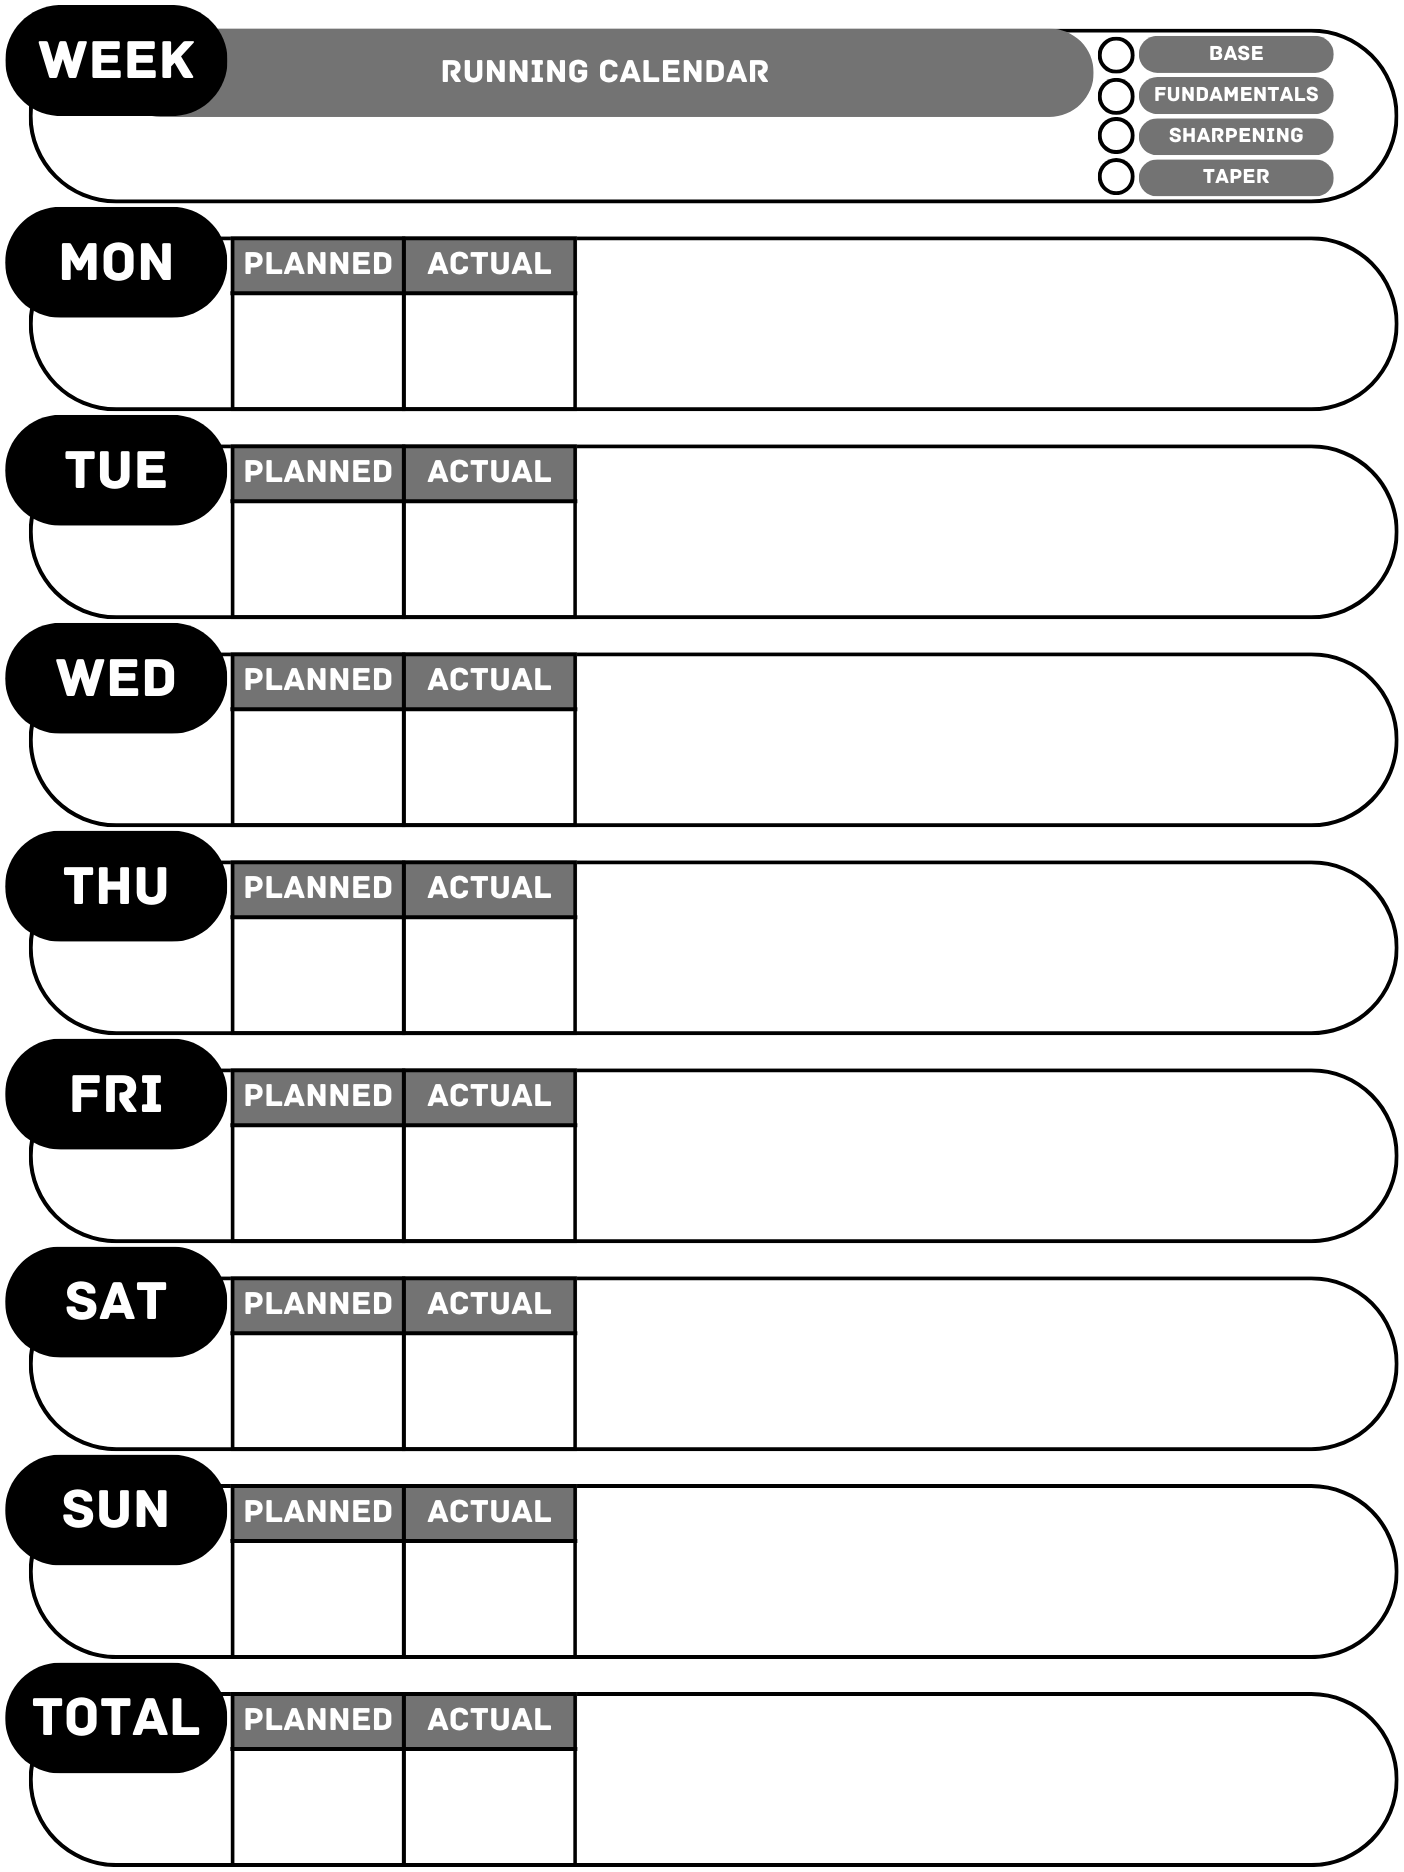 WEEK
RUNNING CALENDAR
BASE
FUNDAMENTALS
SHARPENING
TAPER
MON
PLANNED ACTUAL
TUE
PLANNED ACTUAL
WED
PLANNED ACTUAL
THU
PLANNED ACTUAL
FRI
PLANNED ACTUAL
SAT
PLANNED ACTUAL
SUN
PLANNED ACTUAL
TOTAL
PLANNED ACTUAL